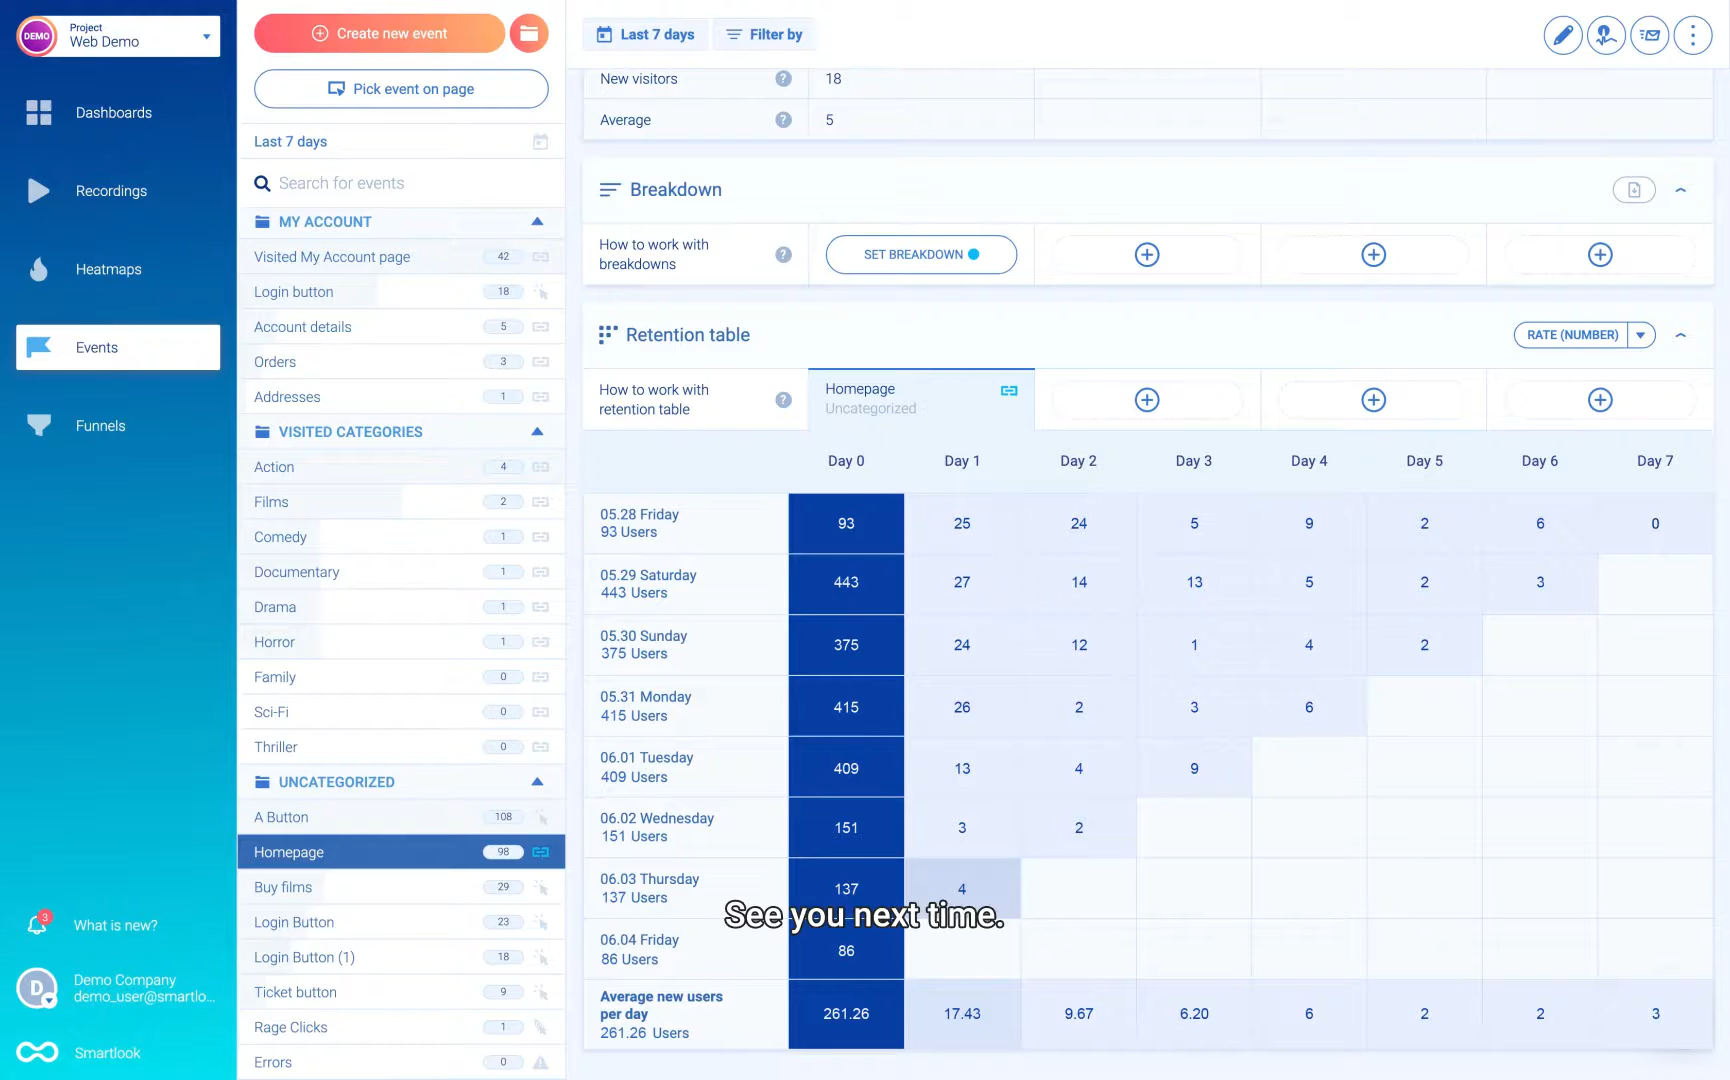 DEMO
Project
Web Demo
Dashboards
Recordings
Heatmaps
Events
Funnels
3
What is new?
D
Demo Company
demo_user@smartlo...
Smartlook
Create new event
Pick event on page
Last 7 days
Search for events
MY ACCOUNT
Visited My Account page 42
Login button 18
Account details 5
Orders 3
Addresses 1
VISITED CATEGORIES
Action 4
Films 2
Comedy 1
Documentary 1
Drama 1
Horror 1
Family 0
Sci-Fi 0
Thriller 0
UNCATEGORIZED
A Button 108
Homepage 98
Buy films 29
Login Button 23
Login Button (1) 18
Ticket button 9
Rage Clicks 1
Errors 0
Last 7 days Filter by
New visitors ? 18
Average ? 5
Breakdown
How to work with
breakdowns ? SET BREAKDOWN
Retention table RATE (NUMBER)
How to work with
retention table ?
Homepage
Uncategorized
Day 0 Day 1 Day 2 Day 3 Day 4 Day 5 Day 6 Day 7
05.28 Friday
93 Users
93 25 24 5 9 2 6 0
05.29 Saturday
443 Users
443 27 14 13 5 2 3
05.30 Sunday
375 Users
375 24 12 1 4 2
05.31 Monday
415 Users
415 26 2 3 6
06.01 Tuesday
409 Users
409 13 4 9
06.02 Wednesday
151 Users
151 3 2
06.03 Thursday
137 Users
137 4
See you next time.
06.04 Friday
86 Users
86
Average new users
per day
261.26 Users
261.26 17.43 9.67 6.20 6 2 2 3